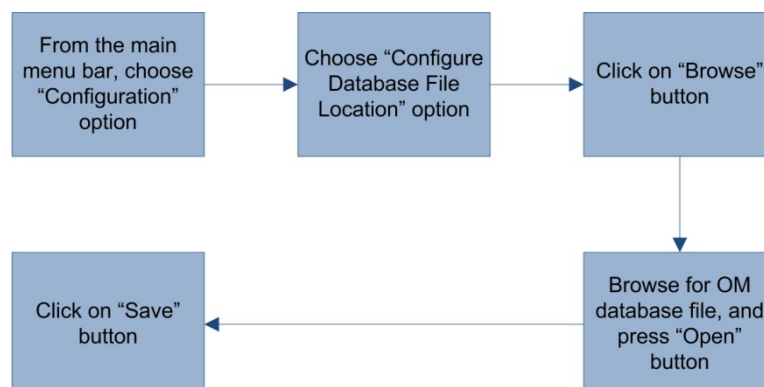 From the main
menu bar, choose
“Configuration”
option
Choose “Configure
Database File
Location” option
Click on “Browse”
button
Browse for OM
database file, and
press “Open”
button
Click on “Save”
button